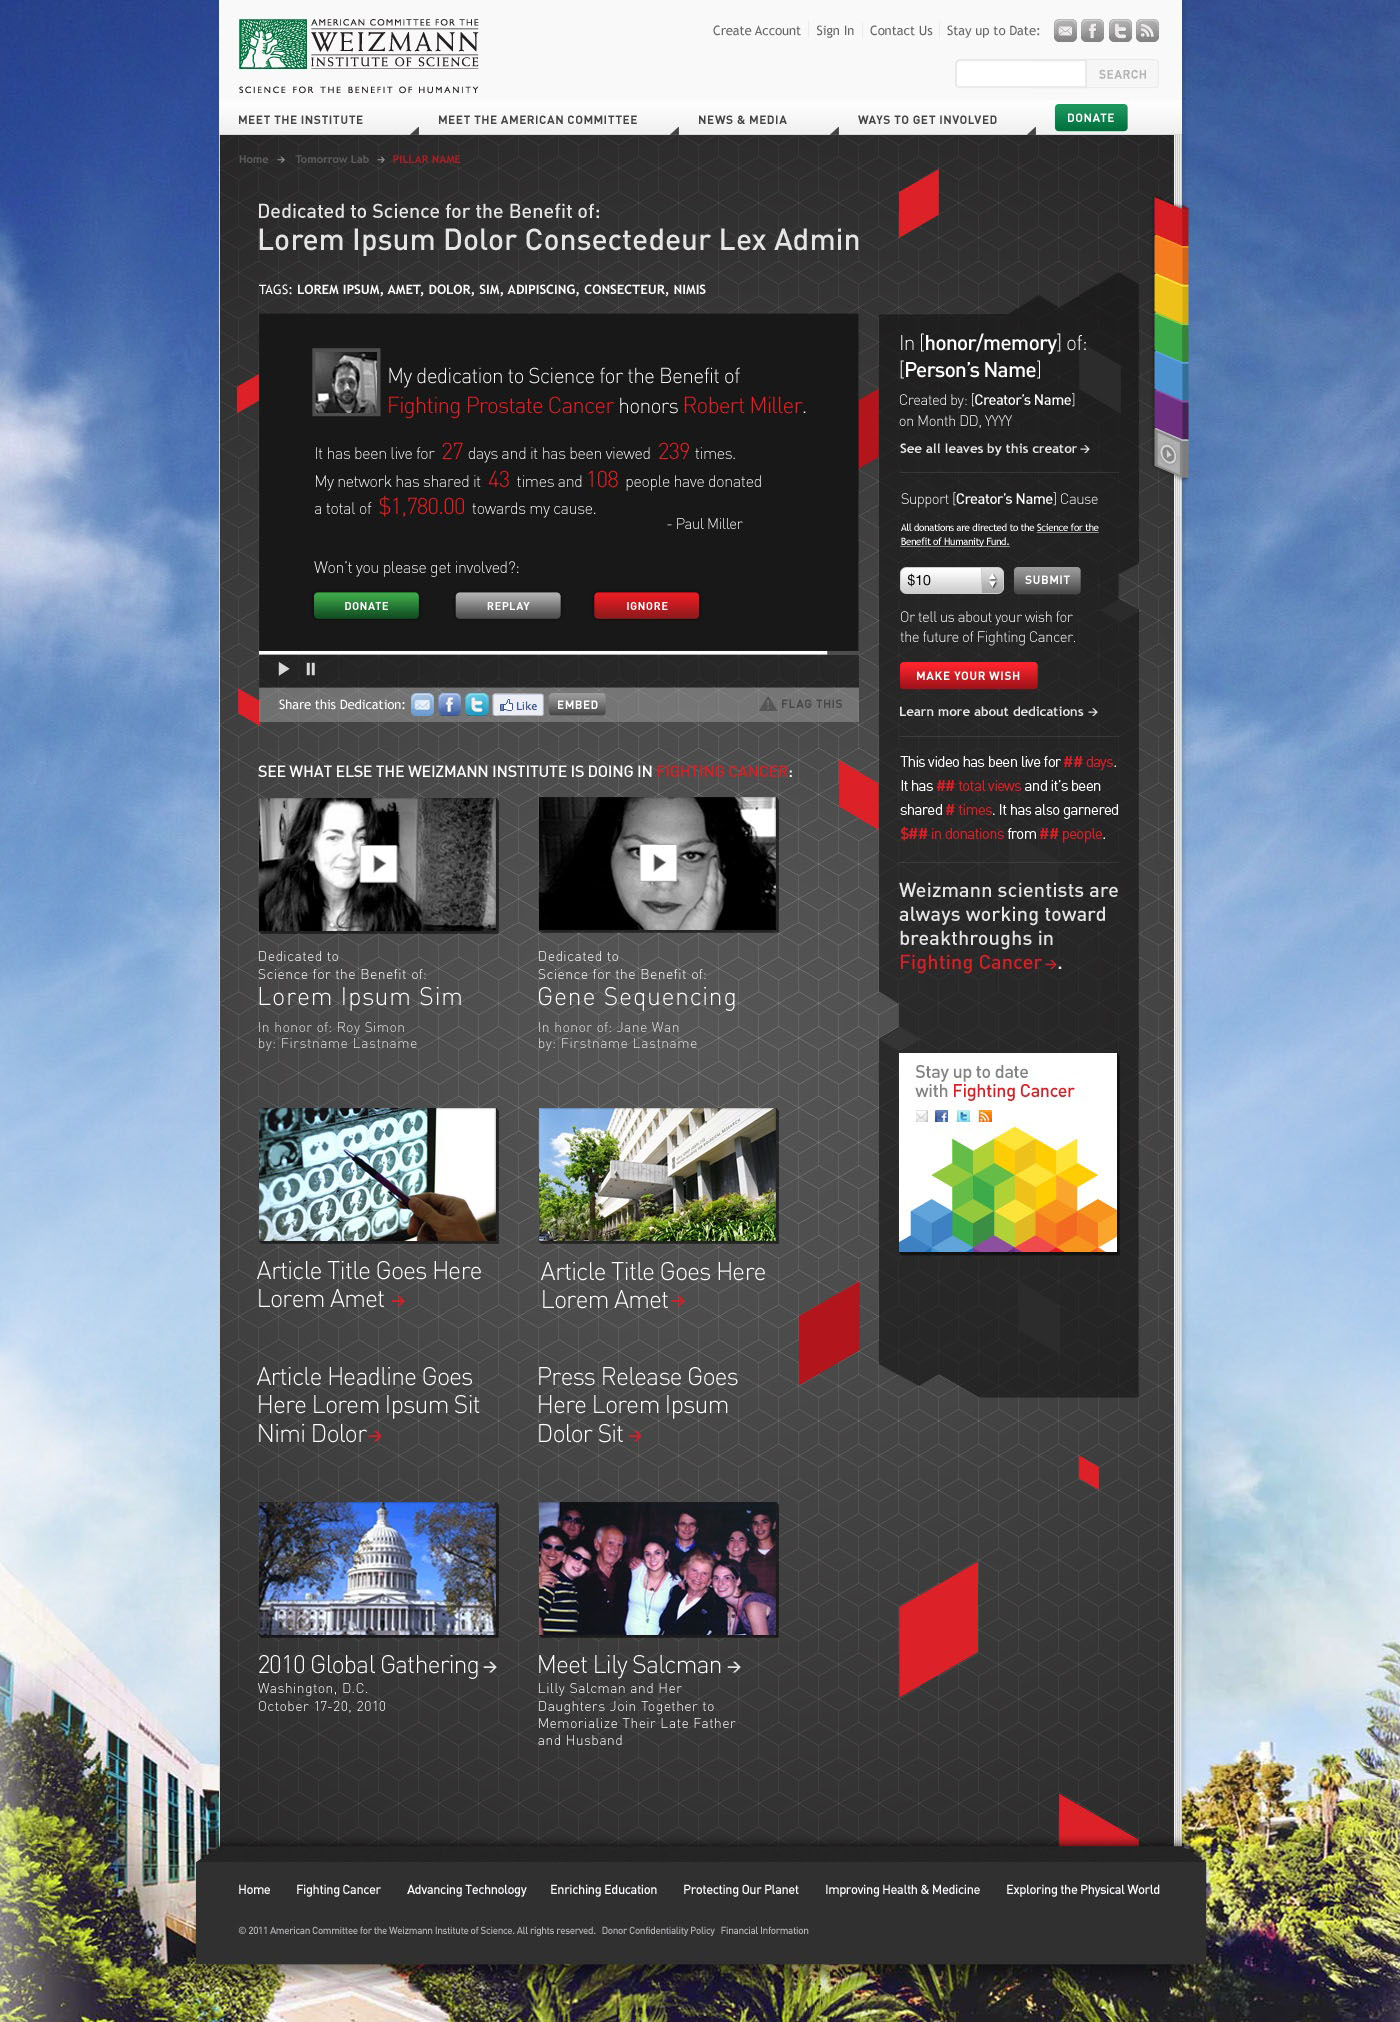 AMERICAN COMMITTEE FOR THE
WEIZMANN
INSTITUTE OF SCIENCE
SCIENCE FOR THE BENEFIT OF HUMANITY
Create Account Sign In Contact Us Stay up to Date:
SEARCH
MEET THE INSTITUTE MEET THE AMERICAN COMMITTEE NEWS & MEDIA WAYS TO GET INVOLVED DONATE
Home → Tomorrow Lab → PILLAR NAME
Dedicated to Science for the Benefit of:
Lorem Ipsum Dolor Consectedeur Lex Admin
TAGS: LOREM IPSUM, AMET, DOLOR, SIM, ADIPISCING, CONSECTEUR, NIMIS
My dedication to Science for the Benefit of
Fighting Prostate Cancer honors Robert Miller.
It has been live for 27 days and it has been viewed 239 times.
My network has shared it 43 times and 108 people have donated
a total of $1,780.00 towards my cause.
- Paul Miller
Won't you please get involved?:
DONATE REPLAY IGNORE
Share this Dedication: Like EMBED FLAG THIS
In [honor/memory] of:
[Person's Name]
Created by: [Creator's Name]
on Month DD, YYYY
See all leaves by this creator →
Support [Creator's Name] Cause
All donations are directed to the Science for the
Benefit of Humanity Fund.
$10 SUBMIT
Or tell us about your wish for
the future of Fighting Cancer.
MAKE YOUR WISH
Learn more about dedications →
This video has been live for ## days.
It has ## total views and it's been
shared # times. It has also garnered
$## in donations from ## people.
Weizmann scientists are
always working toward
breakthroughs in
Fighting Cancer→.
Stay up to date
with Fighting Cancer
SEE WHAT ELSE THE WEIZMANN INSTITUTE IS DOING IN FIGHTING CANCER:
Dedicated to
Science for the Benefit of:
Lorem Ipsum Sim
In honor of: Roy Simon
by: Firstname Lastname
Dedicated to
Science for the Benefit of:
Gene Sequencing
In honor of: Jane Wan
by: Firstname Lastname
Article Title Goes Here
Lorem Amet →
Article Title Goes Here
Lorem Amet→
Article Headline Goes
Here Lorem Ipsum Sit
Nimi Dolor→
Press Release Goes
Here Lorem Ipsum
Dolor Sit →
2010 Global Gathering→
Washington, D.C.
October 17-20, 2010
Meet Lily Salcman →
Lilly Salcman and Her
Daughters Join Together to
Memorialize Their Late Father
and Husband
Home Fighting Cancer Advancing Technology Enriching Education Protecting Our Planet Improving Health & Medicine Exploring the Physical World
© 2011 American Committee for the Weizmann Institute of Science. All rights reserved. Donor Confidentiality Policy Financial Information